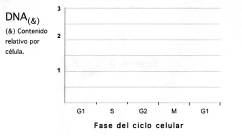 DNA(&)
(&) Contenido
relativo por
célula.
3
2
1
G1 S G2 M G1
Fase del ciclo celular